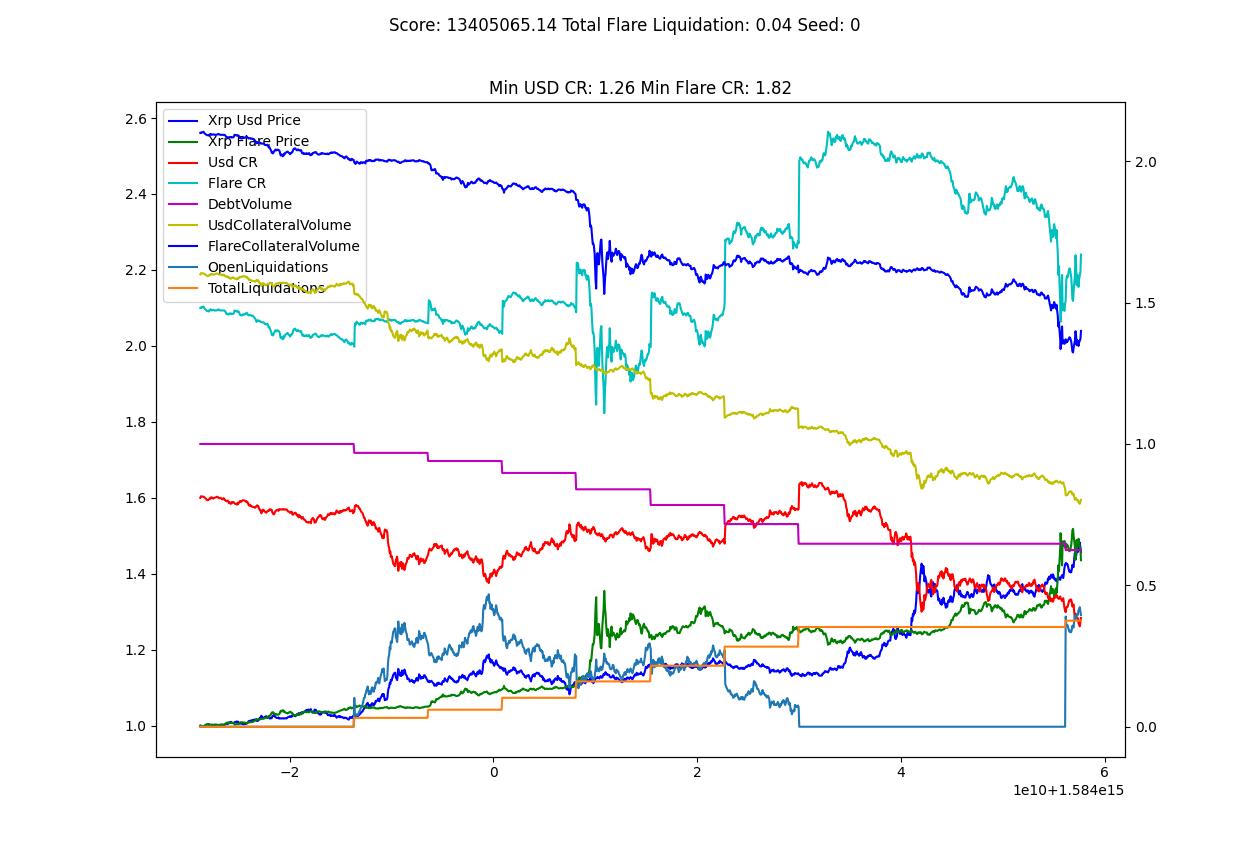 Score: 13405065.14 Total Flare Liquidation: 0.04 Seed: 0
Min USD CR: 1.26 Min Flare CR: 1.82
Xrp Usd Price
Xrp Flare Price
Usd CR
Flare CR
DebtVolume
UsdCollateralVolume
FlareCollateralVolume
OpenLiquidations
TotalLiquidations
2.6
2.4
2.2
2.0
1.8
1.6
1.4
1.2
1.0
2.0
1.5
1.0
0.5
0.0
−2 0 2 4 6
1e10+1.584e15